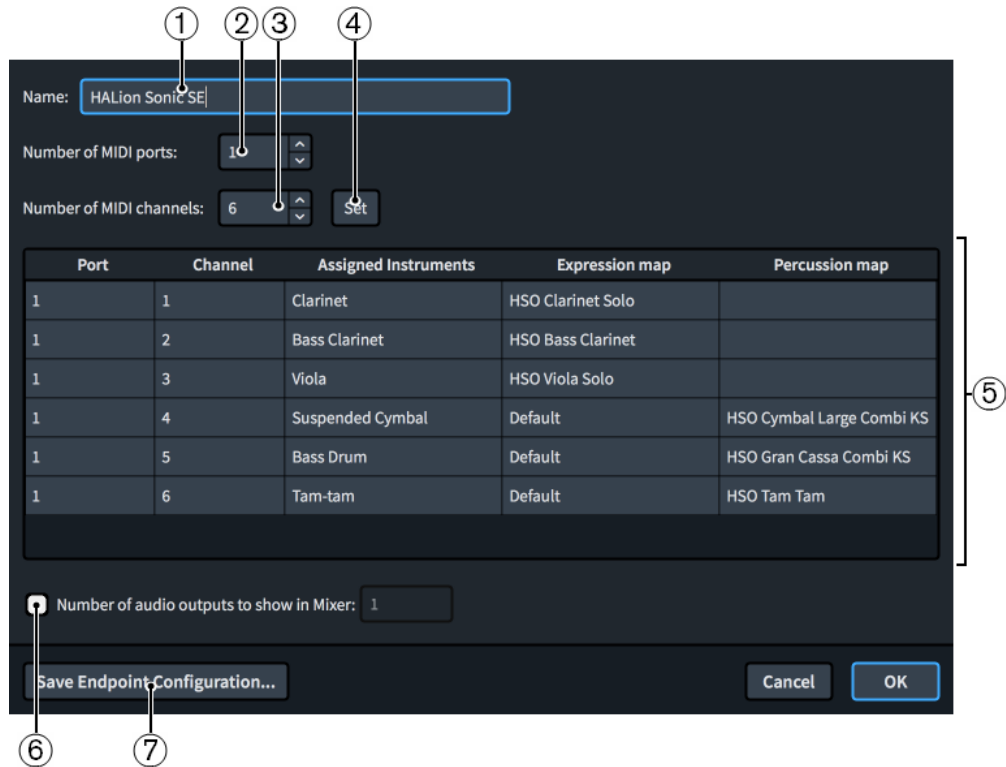 ① ② ③ ④
Name: HALion Sonic SE
Number of MIDI ports: 1
Number of MIDI channels: 6 Set
Port Channel Assigned Instruments Expression map Percussion map
1 1 Clarinet HSO Clarinet Solo
1 2 Bass Clarinet HSO Bass Clarinet
1 3 Viola HSO Viola Solo
⑤
1 4 Suspended Cymbal Default HSO Cymbal Large Combi KS
1 5 Bass Drum Default HSO Gran Cassa Combi KS
1 6 Tam-tam Default HSO Tam Tam
Number of audio outputs to show in Mixer: 1
Save Endpoint Configuration... Cancel OK
⑥ ⑦